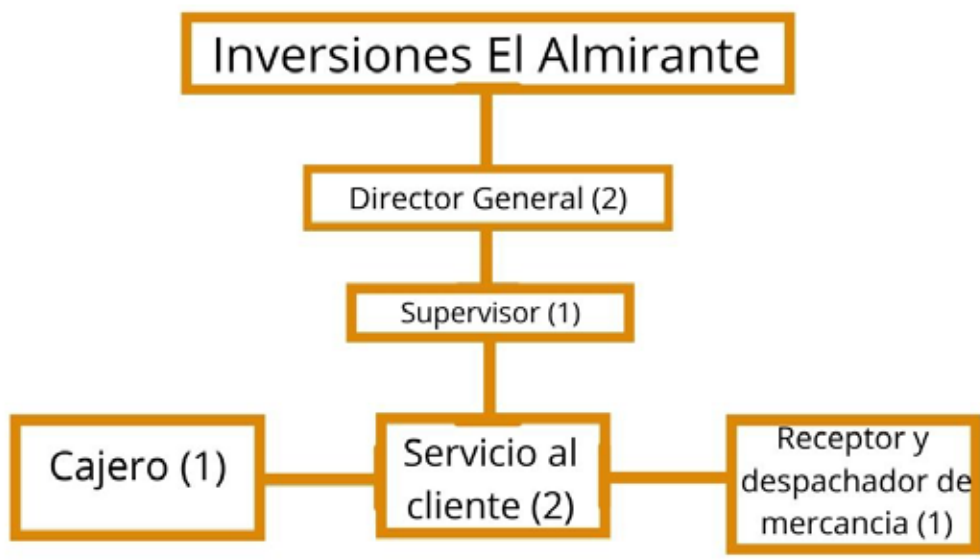 Inversiones El Almirante
Director General (2)
Supervisor (1)
Cajero (1)
Servicio al
cliente (2)
Receptor y
despachador de
mercancia (1)